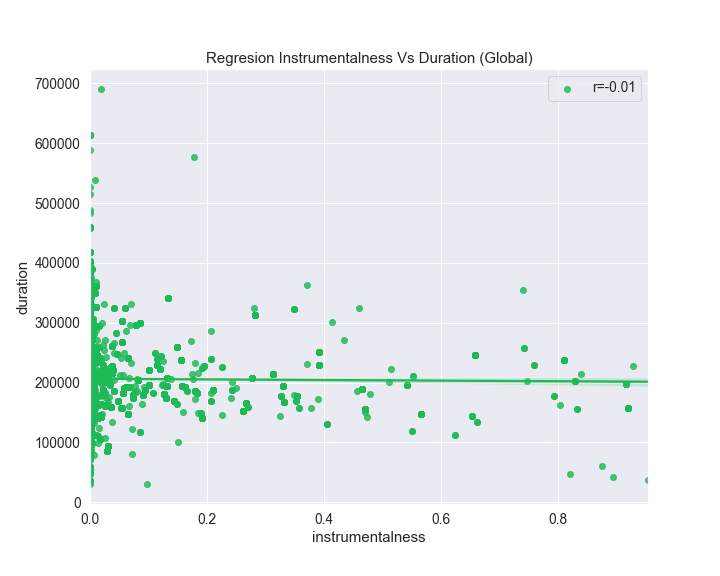 Regresion Instrumentalness Vs Duration (Global)
r=-0.01
700000
600000
500000
400000
300000
200000
100000
0
duration
0.0 0.2 0.4 0.6 0.8
instrumentalness